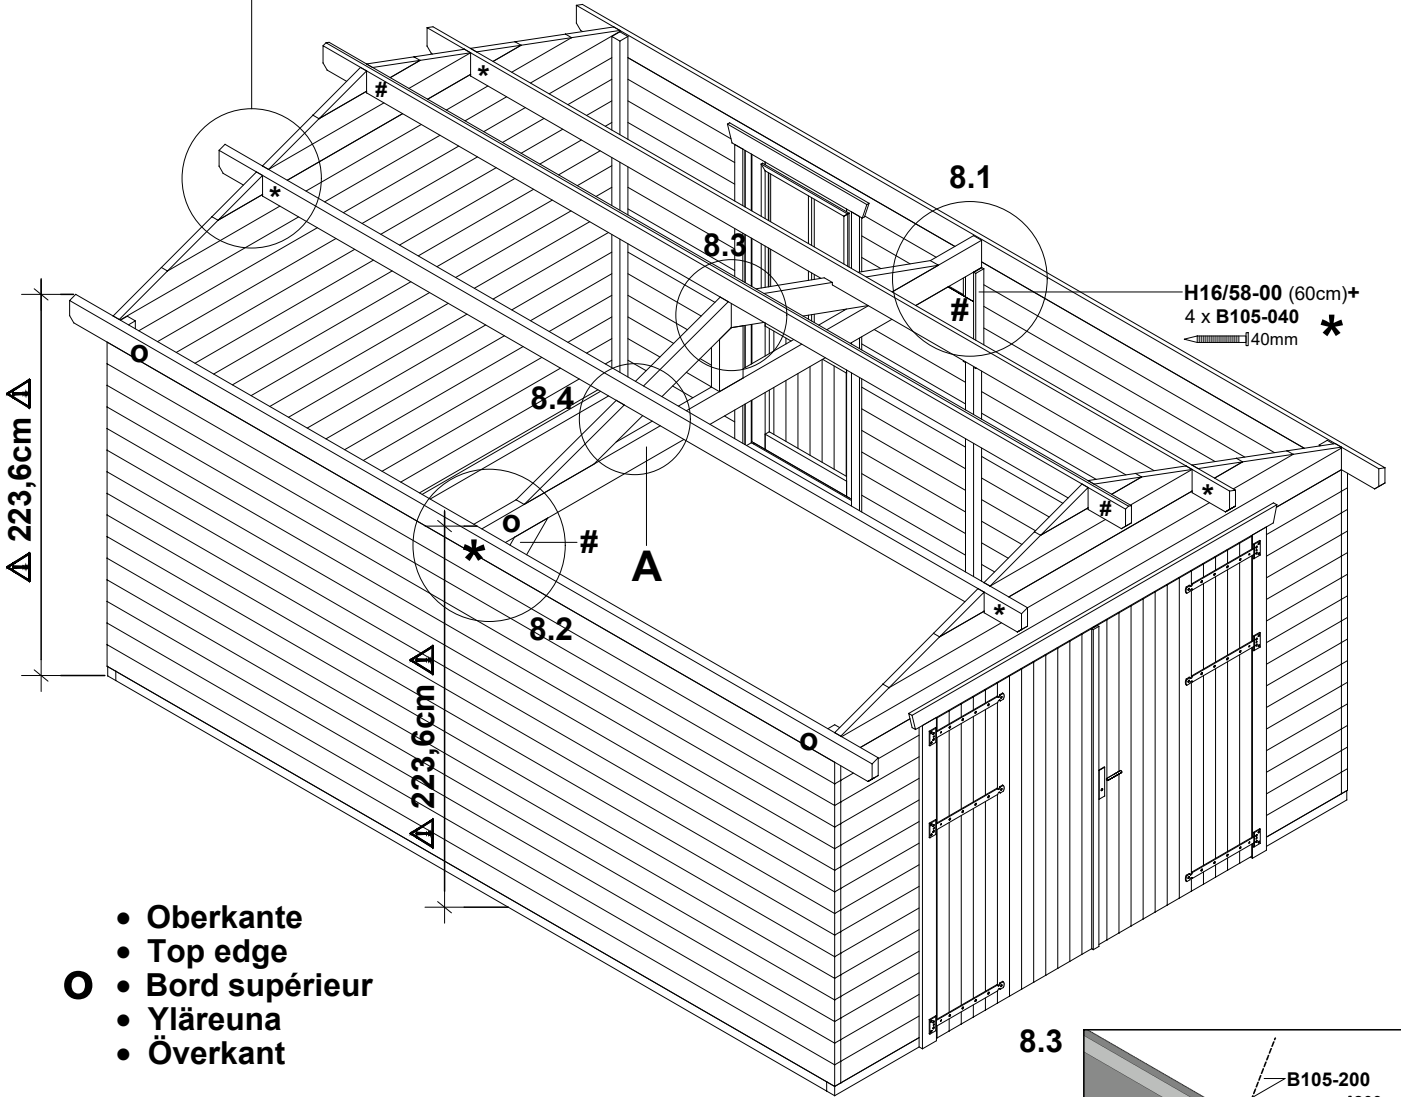 *
#
*
8.1
8.3
#
H16/58-00 (60cm)+
4 x B105-040
40mm
*
8.4
o
223,6cm
*
o
#
A
#
*
*
8.2
223,6cm
o
o
• Oberkante
• Top edge
• Bord supérieur
• Yläreuna
• Överkant
8.3
B105-200